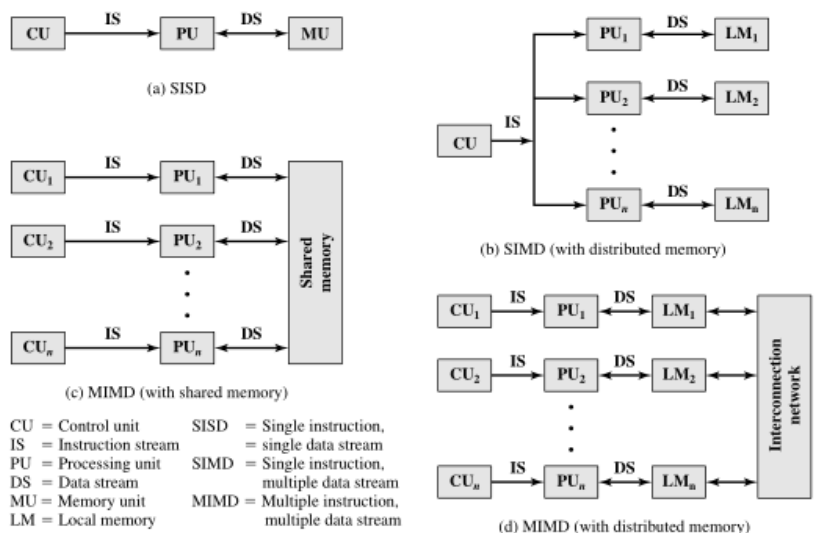 CU IS PU DS MU
(a) SISD
CU₁ IS PU₁ DS
CU₂ IS PU₂ DS
CUₙ IS PUₙ DS
Shared
memory
(c) MIMD (with shared memory)
PU₁ DS LM₁
PU₂ DS LM₂
CU IS
PUₙ DS LMₙ
(b) SIMD (with distributed memory)
CU₁ IS PU₁ DS LM₁
CU₂ IS PU₂ DS LM₂
CUₙ IS PUₙ DS LMₙ
Interconnection
network
(d) MIMD (with distributed memory)
CU = Control unit SISD = Single instruction,
IS = Instruction stream = single data stream
PU = Processing unit SIMD = Single instruction,
DS = Data stream multiple data stream
MU = Memory unit MIMD = Multiple instruction,
LM = Local memory multiple data stream